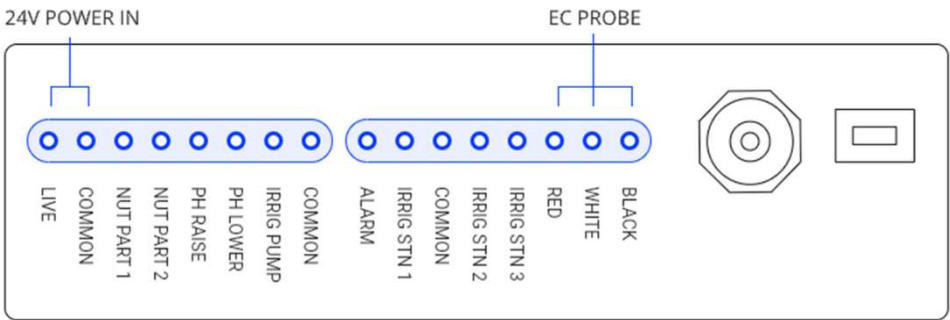 24V POWER IN
EC PROBE
LIVE
COMMON
NUT PART 1
NUT PART 2
PH RAISE
PH LOWER
IRRIG PUMP
COMMON
ALARM
IRRIG STN 1
COMMON
IRRIG STN 2
IRRIG STN 3
RED
WHITE
BLACK